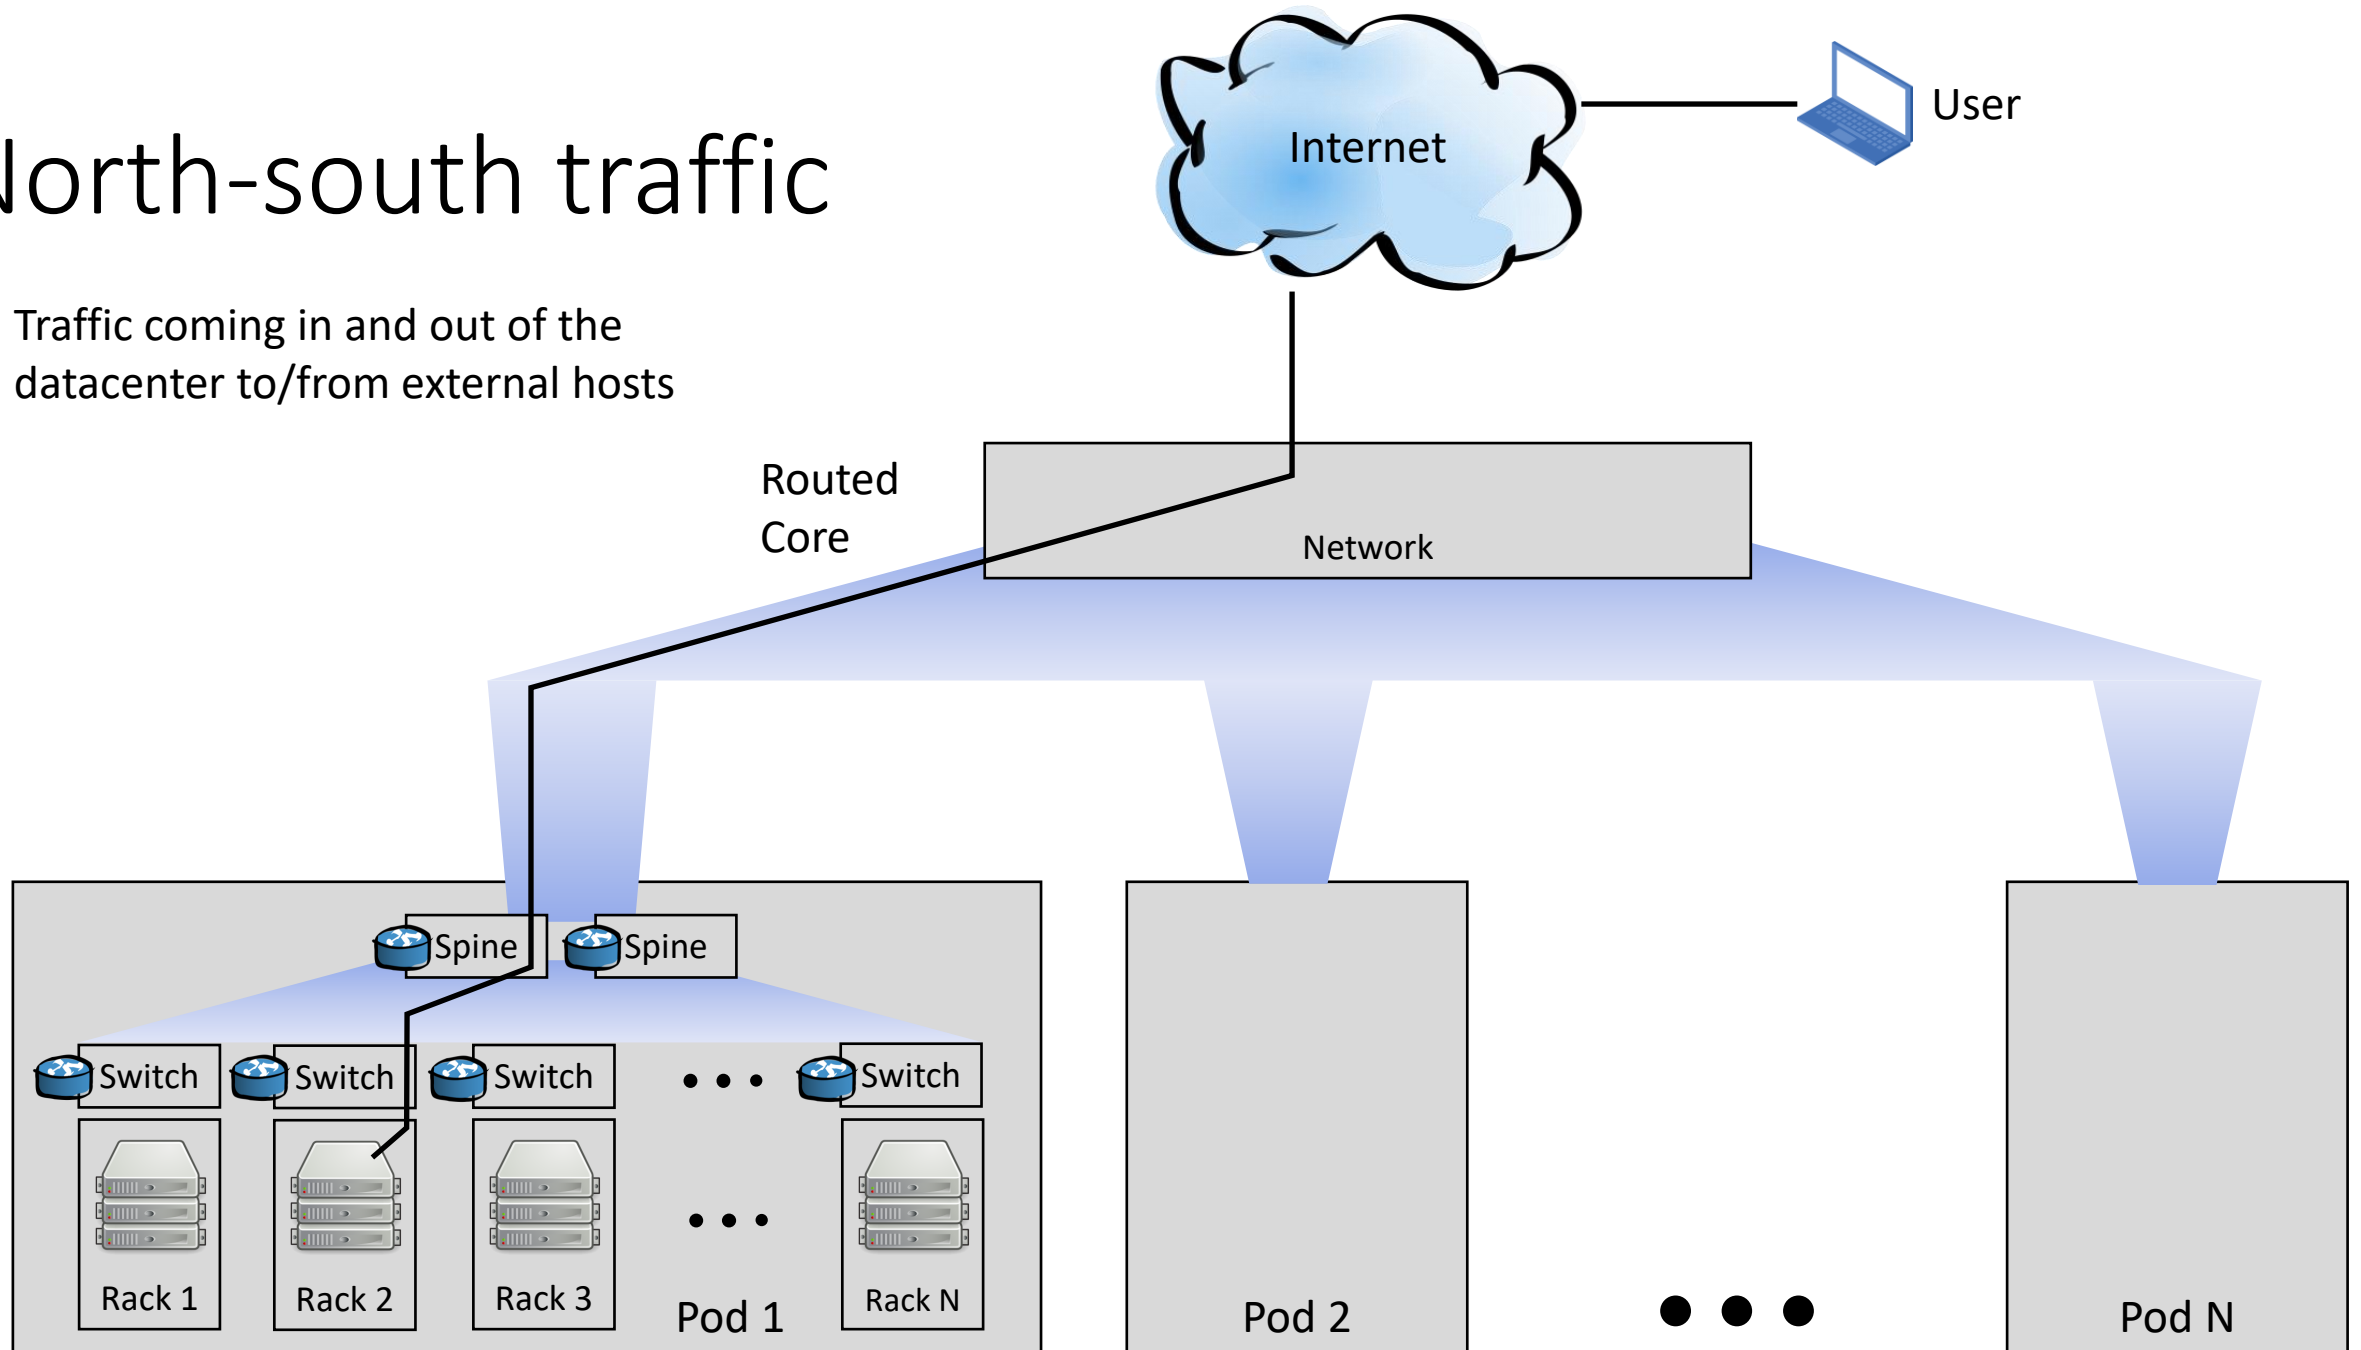 North-south traffic
Traffic coming in and out of the
datacenter to/from external hosts
Internet
User
Routed
Core
Network
Spine
Spine
Switch
Switch
Switch
• • •
Switch
• • •
Rack 1
Rack 2
Rack 3
Rack N
Pod 1
Pod 2
• • •
Pod N